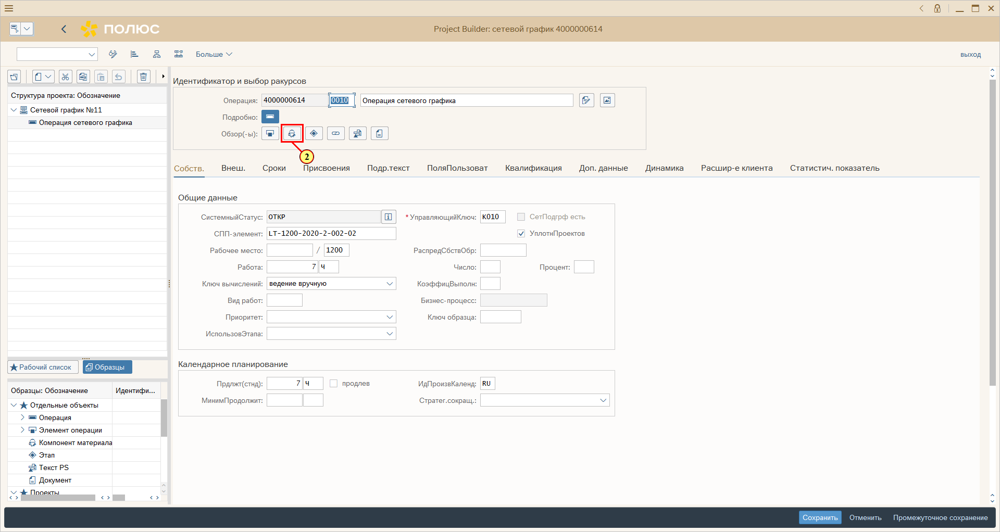 ПОЛЮС
Project Builder: сетевой график 4000000614
Больше
выход
Структура проекта: Обозначение
Сетевой график №11
Операция сетевого графика
Идентификатор и выбор ракурсов
Операция: 4000000614 0010 Операция сетевого графика
Подробно:
Обзор(-ы):
2
Собств. Внеш. Сроки Присвоения Подр.текст ПоляПользоват Квалификация Доп. данные Динамика Расшир-е клиента Статистич. показатель
Общие данные
СистемныйСтатус: ОТКР *УправляющийКлюч: K010 СетПодгрф есть
СПП-элемент: LT-1200-2020-2-002-02 УплотнПроектов
Рабочее место: / 1200 РаспредСбствОбр:
Работа: 7 Ч Число: Процент:
Ключ вычислений: ведение вручную КоэффицВыполн:
Вид работ: Бизнес-процесс:
Приоритет: Ключ образца:
ИспользовЭтапа:
Календарное планирование
Прдлжт(стнд): 7 Ч продлев ИдПроизвКаленд: RU
МинимПродолжит: Стратег.сокращ.:
Рабочий список Образцы
Образцы: Обозначение Идентифи...
Отдельные объекты
Операция
Элемент операции
Компонент материала
Этап
Текст PS
Документ
Проекты
Сохранить Отменить Промежуточное сохранение